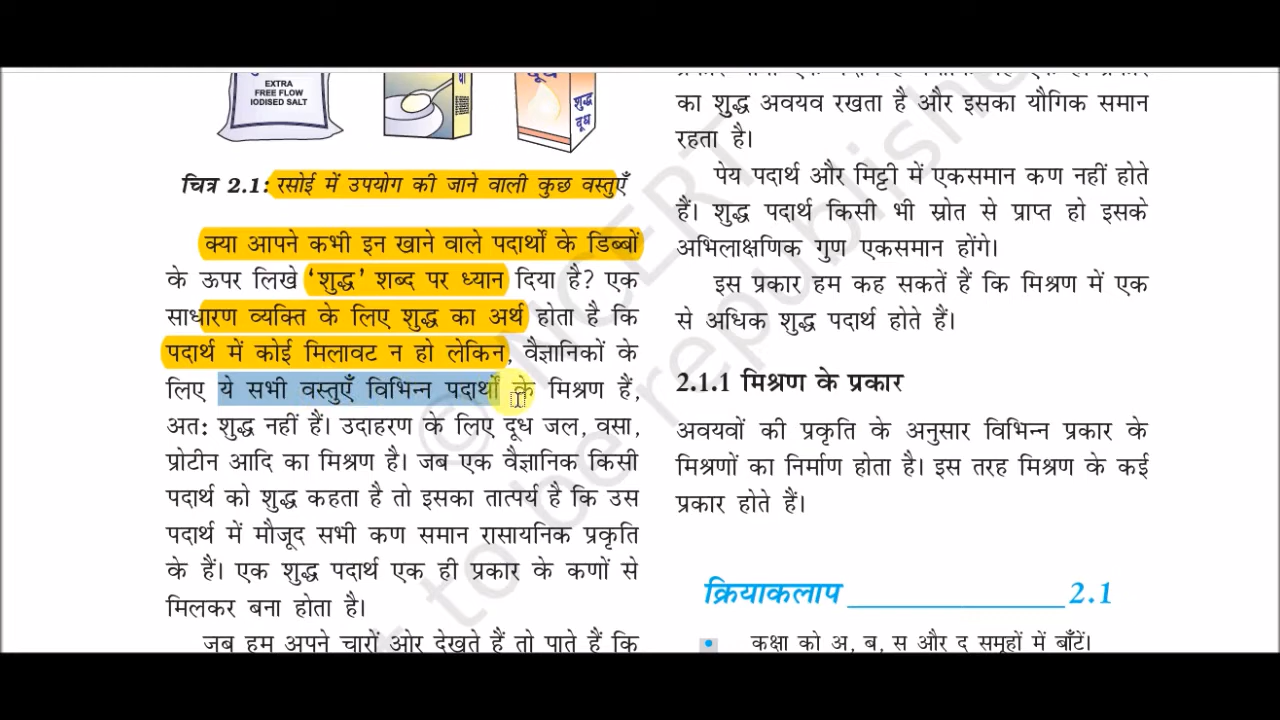 EXTRA
FREE FLOW
IODISED SALT
दूध
शुद्ध
दूध
चित्र 2.1: रसोई में उपयोग की जाने वाली कुछ वस्तुएँ
क्या आपने कभी इन खाने वाले पदार्थों के डिब्बों
के ऊपर लिखे ‘शुद्ध’ शब्द पर ध्यान दिया है? एक
साधारण व्यक्ति के लिए शुद्ध का अर्थ होता है कि
पदार्थ में कोई मिलावट न हो लेकिन, वैज्ञानिकों के
लिए ये सभी वस्तुएँ विभिन्न पदार्थों के मिश्रण हैं,
अतः शुद्ध नहीं हैं। उदाहरण के लिए दूध जल, वसा,
प्रोटीन आदि का मिश्रण है। जब एक वैज्ञानिक किसी
पदार्थ को शुद्ध कहता है तो इसका तात्पर्य है कि उस
पदार्थ में मौजूद सभी कण समान रासायनिक प्रकृति
के हैं। एक शुद्ध पदार्थ एक ही प्रकार के कणों से
मिलकर बना होता है।
जब हम अपने चारों ओर देखते हैं तो पाते हैं कि
का शुद्ध अवयव रखता है और इसका यौगिक समान
रहता है।
पेय पदार्थ और मिट्टी में एकसमान कण नहीं होते
हैं। शुद्ध पदार्थ किसी भी स्रोत से प्राप्त हो इसके
अभिलाक्षणिक गुण एकसमान होंगे।
इस प्रकार हम कह सकतें हैं कि मिश्रण में एक
से अधिक शुद्ध पदार्थ होते हैं।
2.1.1 मिश्रण के प्रकार
अवयवों की प्रकृति के अनुसार विभिन्न प्रकार के
मिश्रणों का निर्माण होता है। इस तरह मिश्रण के कई
प्रकार होते हैं।
क्रियाकलाप ____________ 2.1
• कक्षा को अ, ब, स और द समूहों में बाँटें।
© NCERT
t to be republishe